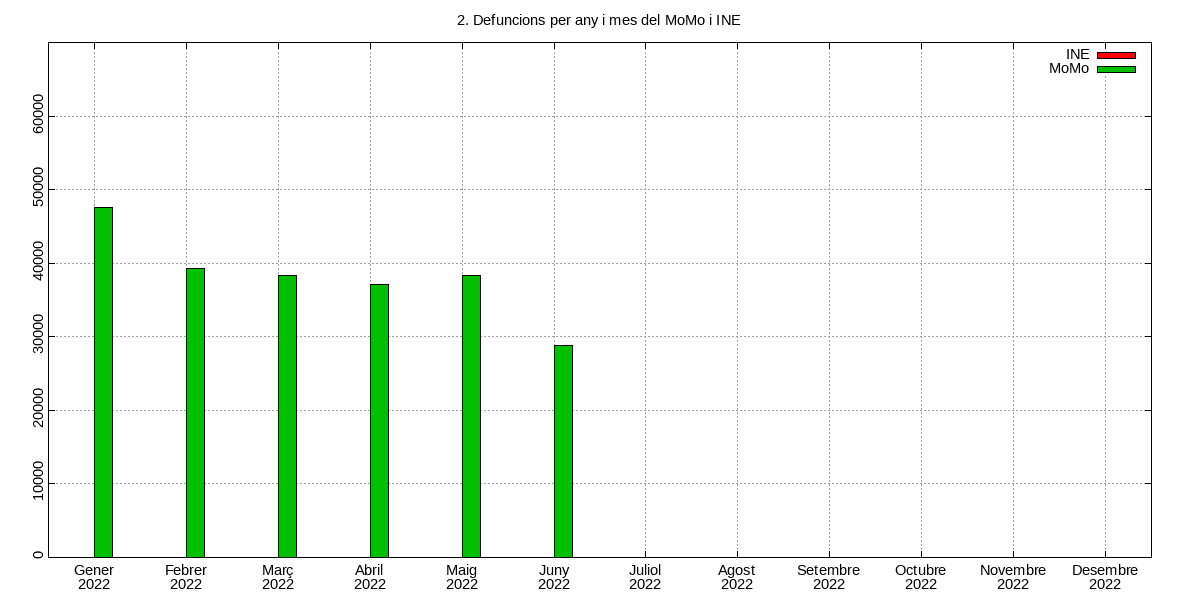 2. Defuncions per any i mes del MoMo i INE
INE
MoMo
60000
50000
40000
30000
20000
10000
0
Gener Febrer Març Abril Maig Juny Juliol Agost Setembre Octubre Novembre Desembre
2022 2022 2022 2022 2022 2022 2022 2022 2022 2022 2022 2022